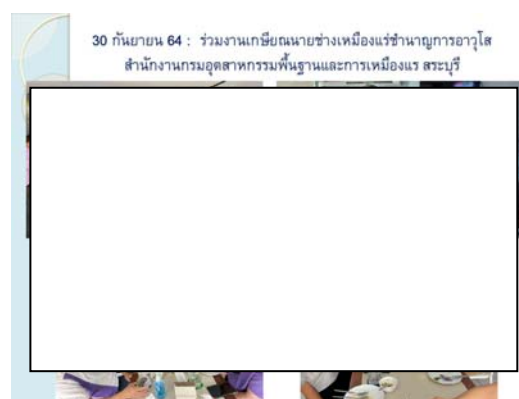 30 กันยายน 64 : ร่วมงานเกษียณนายช่างเหมืองแร่ชำนาญการอาวุโส
สำนักงานกรมอุตสาหกรรมพื้นฐานและการเหมืองแร สระบุรี